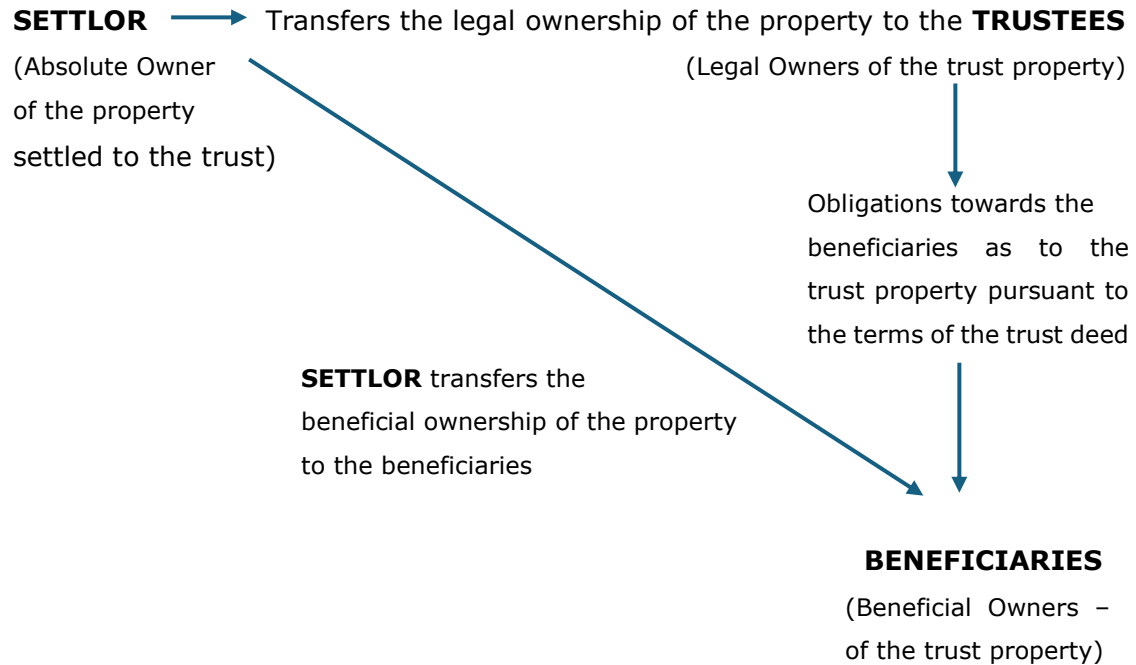 SETTLOR Transfers the legal ownership of the property to the TRUSTEES
(Absolute Owner
of the property
settled to the trust)
(Legal Owners of the trust property)
Obligations towards the
beneficiaries as to the
trust property pursuant to
the terms of the trust deed
SETTLOR transfers the
beneficial ownership of the property
to the beneficiaries
BENEFICIARIES
(Beneficial Owners –
of the trust property)